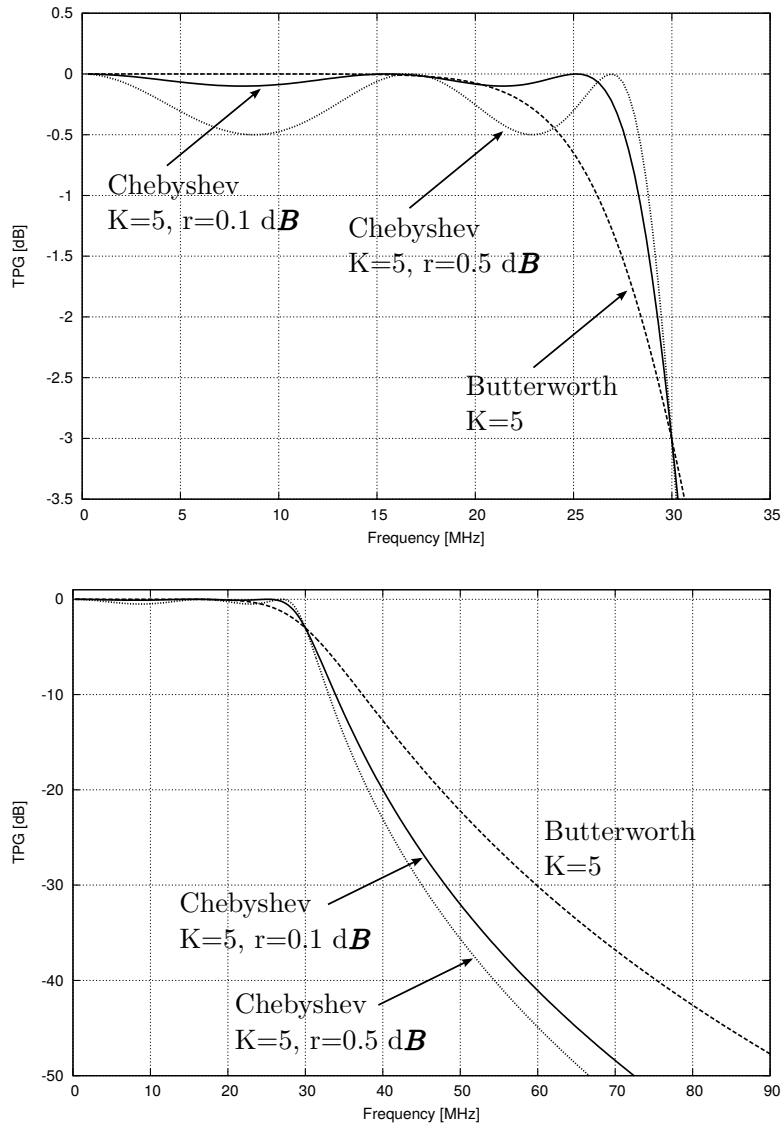 0.5
0
-0.5
-1
-1.5
-2
-2.5
-3
-3.5
TPG [dB]
Chebyshev
K=5, r=0.1 dB
Chebyshev
K=5, r=0.5 dB
Butterworth
K=5
0 5 10 15 20 25 30 35
Frequency [MHz]
0
-10
-20
-30
-40
-50
TPG [dB]
Butterworth
K=5
Chebyshev
K=5, r=0.1 dB
Chebyshev
K=5, r=0.5 dB
0 10 20 30 40 50 60 70 80 90
Frequency [MHz]